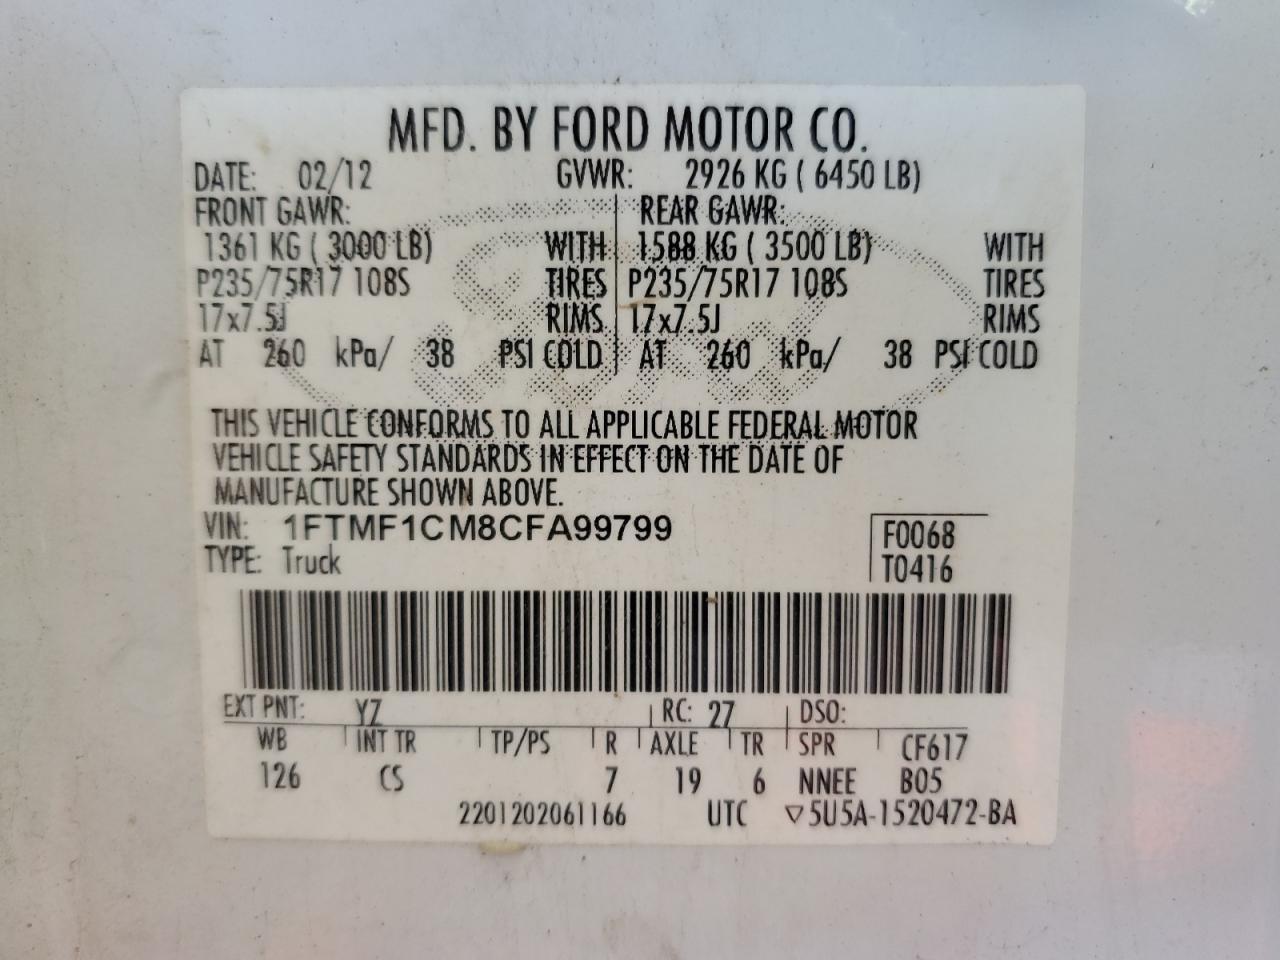 MFD. BY FORD MOTOR CO.
DATE: 02/12 GVWR: 2926 KG ( 6450 LB)
FRONT GAWR: REAR GAWR:
1361 KG ( 3000 LB) WITH 1588 KG ( 3500 LB) WITH
P235/75R17 108S TIRES P235/75R17 108S TIRES
17x7.5J RIMS 17x7.5J RIMS
AT 260 kPa/ 38 PSI COLD AT 260 kPa/ 38 PSI COLD
THIS VEHICLE CONFORMS TO ALL APPLICABLE FEDERAL MOTOR
VEHICLE SAFETY STANDARDS IN EFFECT ON THE DATE OF
MANUFACTURE SHOWN ABOVE.
VIN: 1FTMF1CM8CFA99799 F0068
TYPE: Truck T0416
EXT PNT: YZ RC: 27 DSO:
WB INT TR TP/PS R AXLE TR SPR CF617
126 CS 7 19 6 NNEE B05
2201202061166 UTC ▽5U5A-1520472-BA